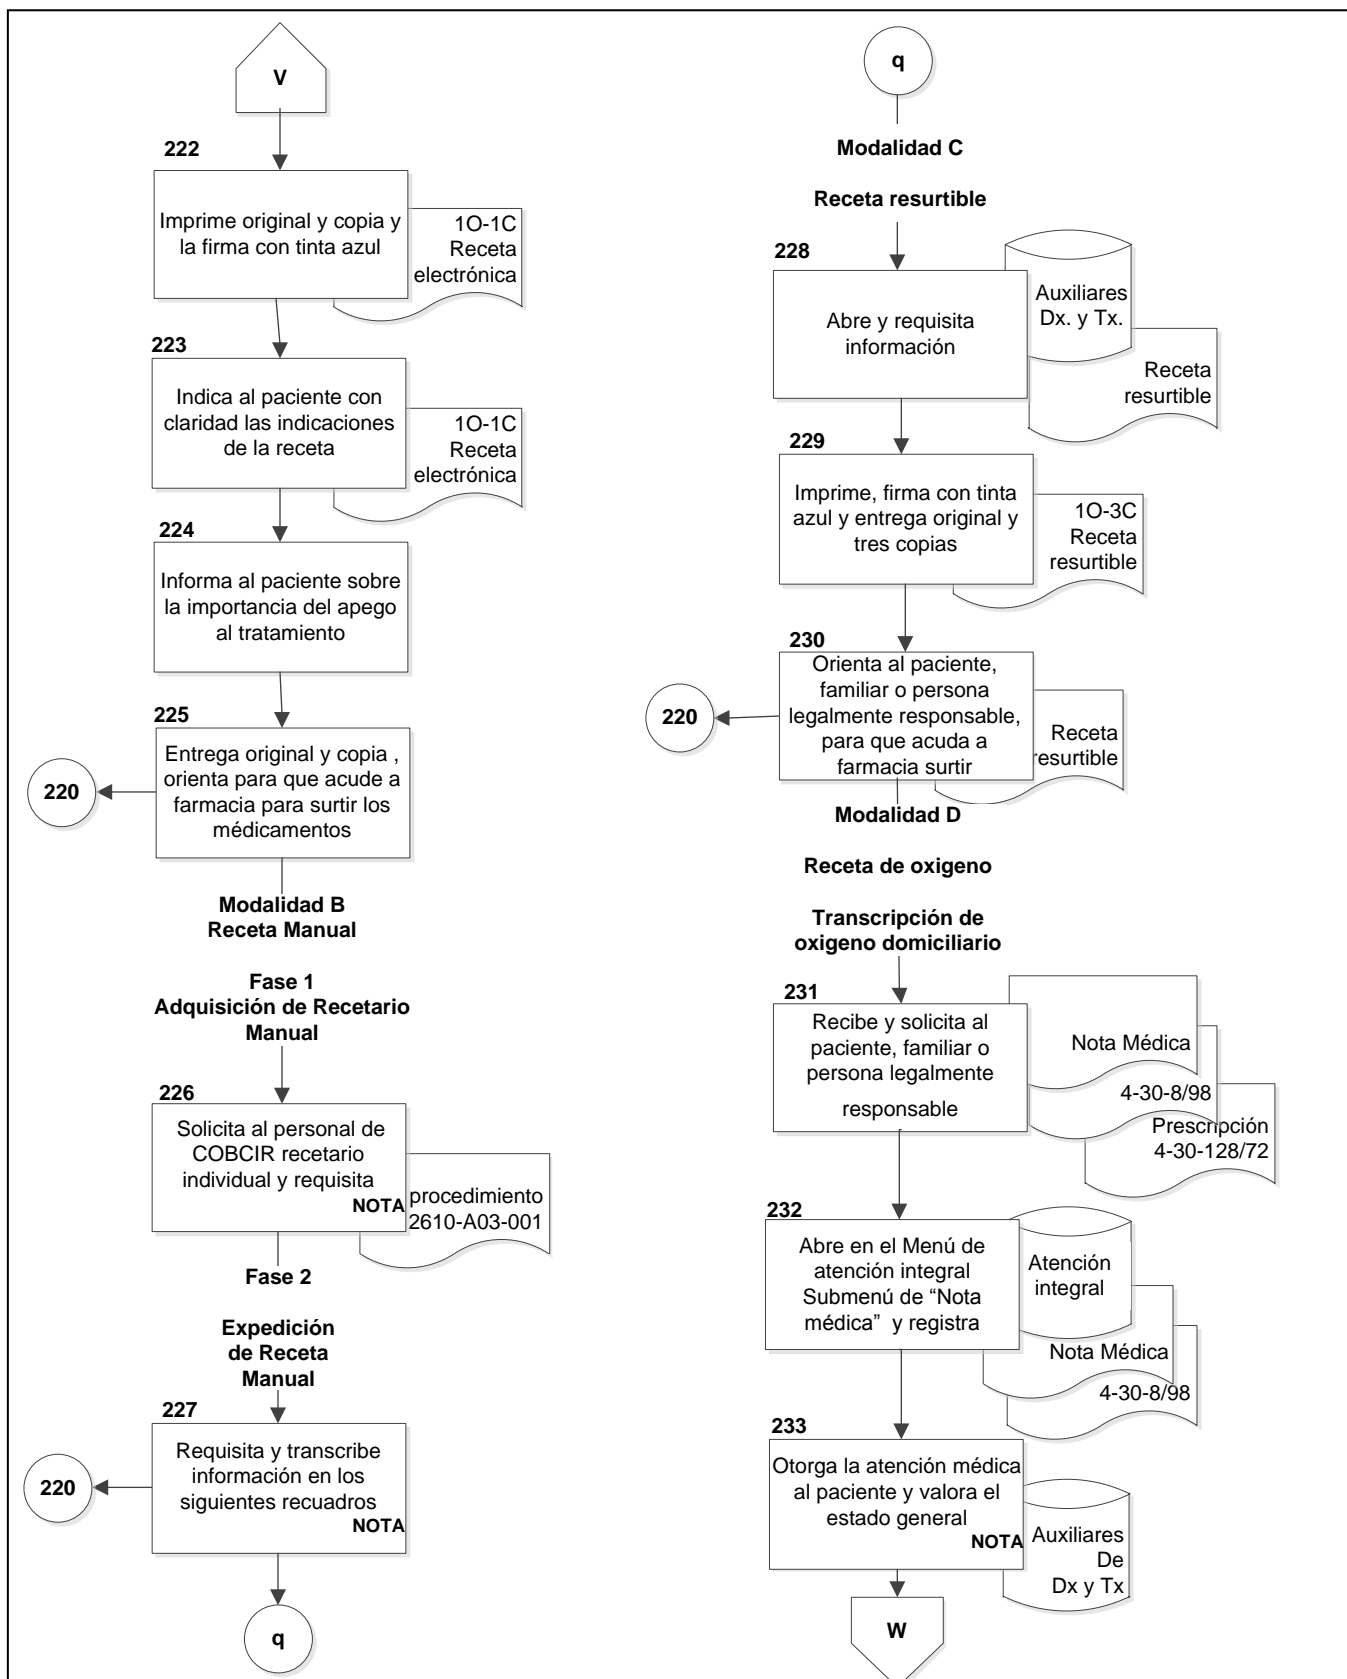 V
222
Imprime original y copia y
la firma con tinta azul
1O-1C
Receta
electrónica
223
Indica al paciente con
claridad las indicaciones
de la receta
1O-1C
Receta
electrónica
224
Informa al paciente sobre
la importancia del apego
al tratamiento
225
Entrega original y copia ,
orienta para que acude a
farmacia para surtir los
médicamentos
220
Modalidad B
Receta Manual
Fase 1
Adquisición de Recetario
Manual
226
Solicita al personal de
COBCIR recetario
individual y requisita
NOTA
procedimiento
2610-A03-001
Fase 2
Expedición
de Receta
Manual
227
Requisita y transcribe
información en los
siguientes recuadros
NOTA
220
q
q
Modalidad C
Receta resurtible
228
Abre y requisita
información
Auxiliares
Dx. y Tx.
Receta
resurtible
229
Imprime, firma con tinta
azul y entrega original y
tres copias
1O-3C
Receta
resurtible
230
Orienta al paciente,
familiar o persona
legalmente responsable,
para que acuda a
farmacia surtir
220
Receta
resurtible
Modalidad D
Receta de oxigeno
Transcripción de
oxigeno domiciliario
231
Recibe y solicita al
paciente, familiar o
persona legalmente
responsable
Nota Médica
4-30-8/98
Prescripción
4-30-128/72
232
Abre en el Menú de
atención integral
Submenú de “Nota
médica” y registra
Atención
integral
Nota Médica
4-30-8/98
233
Otorga la atención médica
al paciente y valora el
estado general
NOTA
Auxiliares
De
Dx y Tx
W